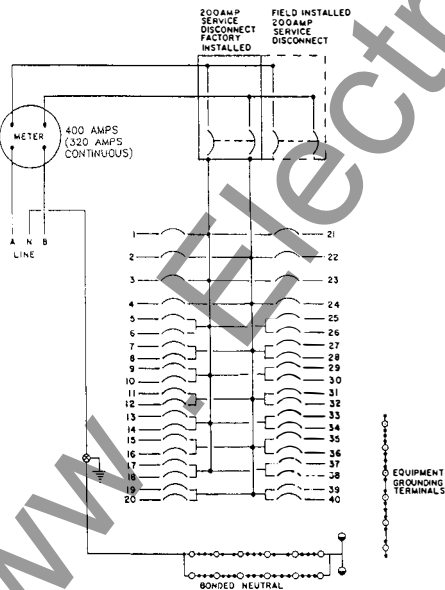 200AMP
SERVICE
DISCONNECT
FACTORY
INSTALLED
FIELD INSTALLED
200AMP
SERVICE
DISCONNECT
METER
400 AMPS
(320 AMPS
CONTINUOUS)
A N B
LINE
1 21
2 22
3 23
4 24
5 25
6 26
7 27
8 28
9 29
10 30
11 31
12 32
13 33
14 34
15 35
16 36
17 37
18 38
19 39
20 40
EQUIPMENT
GROUNDING
TERMINALS
BONDED NEUTRAL
www.Electr